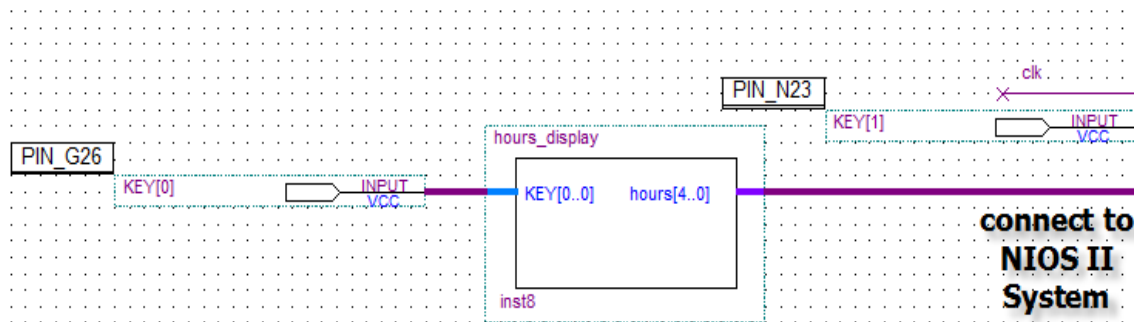 clk
PIN_N23
KEY[1]
INPUT
VCC
hours_display
PIN_G26
KEY[0]
INPUT
VCC
KEY[0..0]
hours[4..0]
inst8
connect to
NIOS II
System